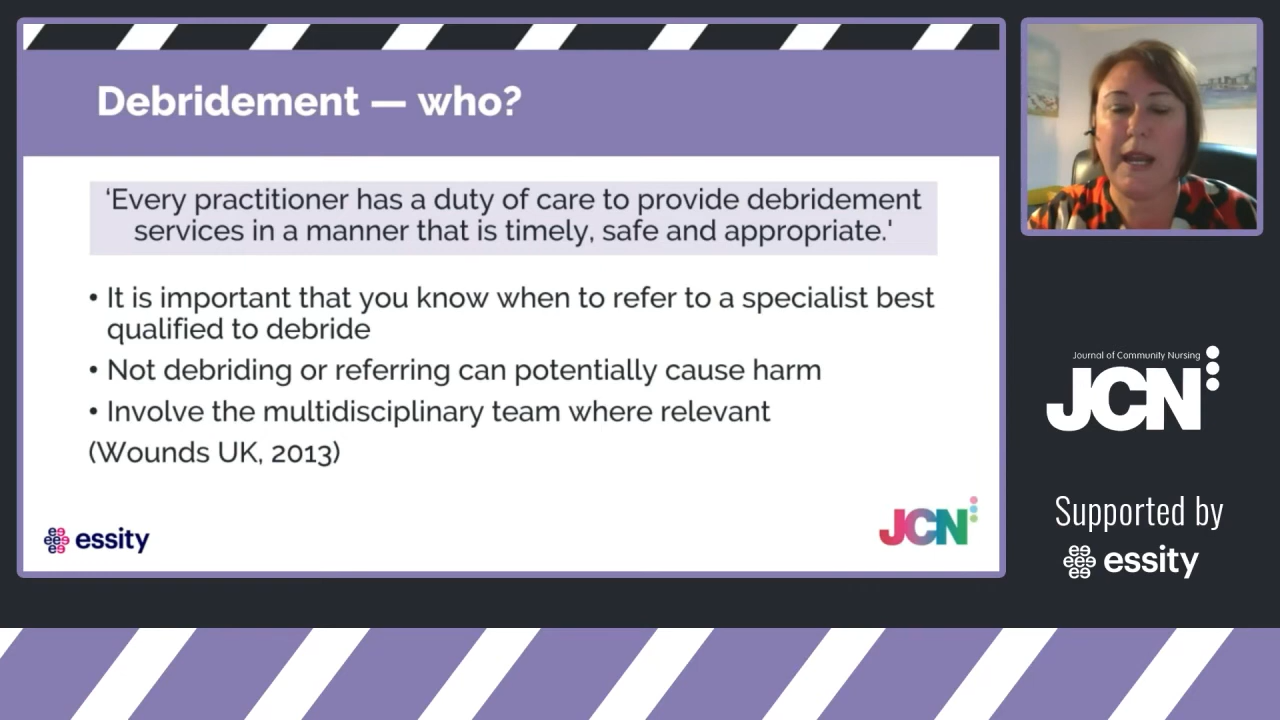 Debridement — who?
‘Every practitioner has a duty of care to provide debridement
services in a manner that is timely, safe and appropriate.'
• It is important that you know when to refer to a specialist best
qualified to debride
• Not debriding or referring can potentially cause harm
• Involve the multidisciplinary team where relevant
(Wounds UK, 2013)
essity
JCN
Journal of Community Nursing
JCN
Supported by
essity